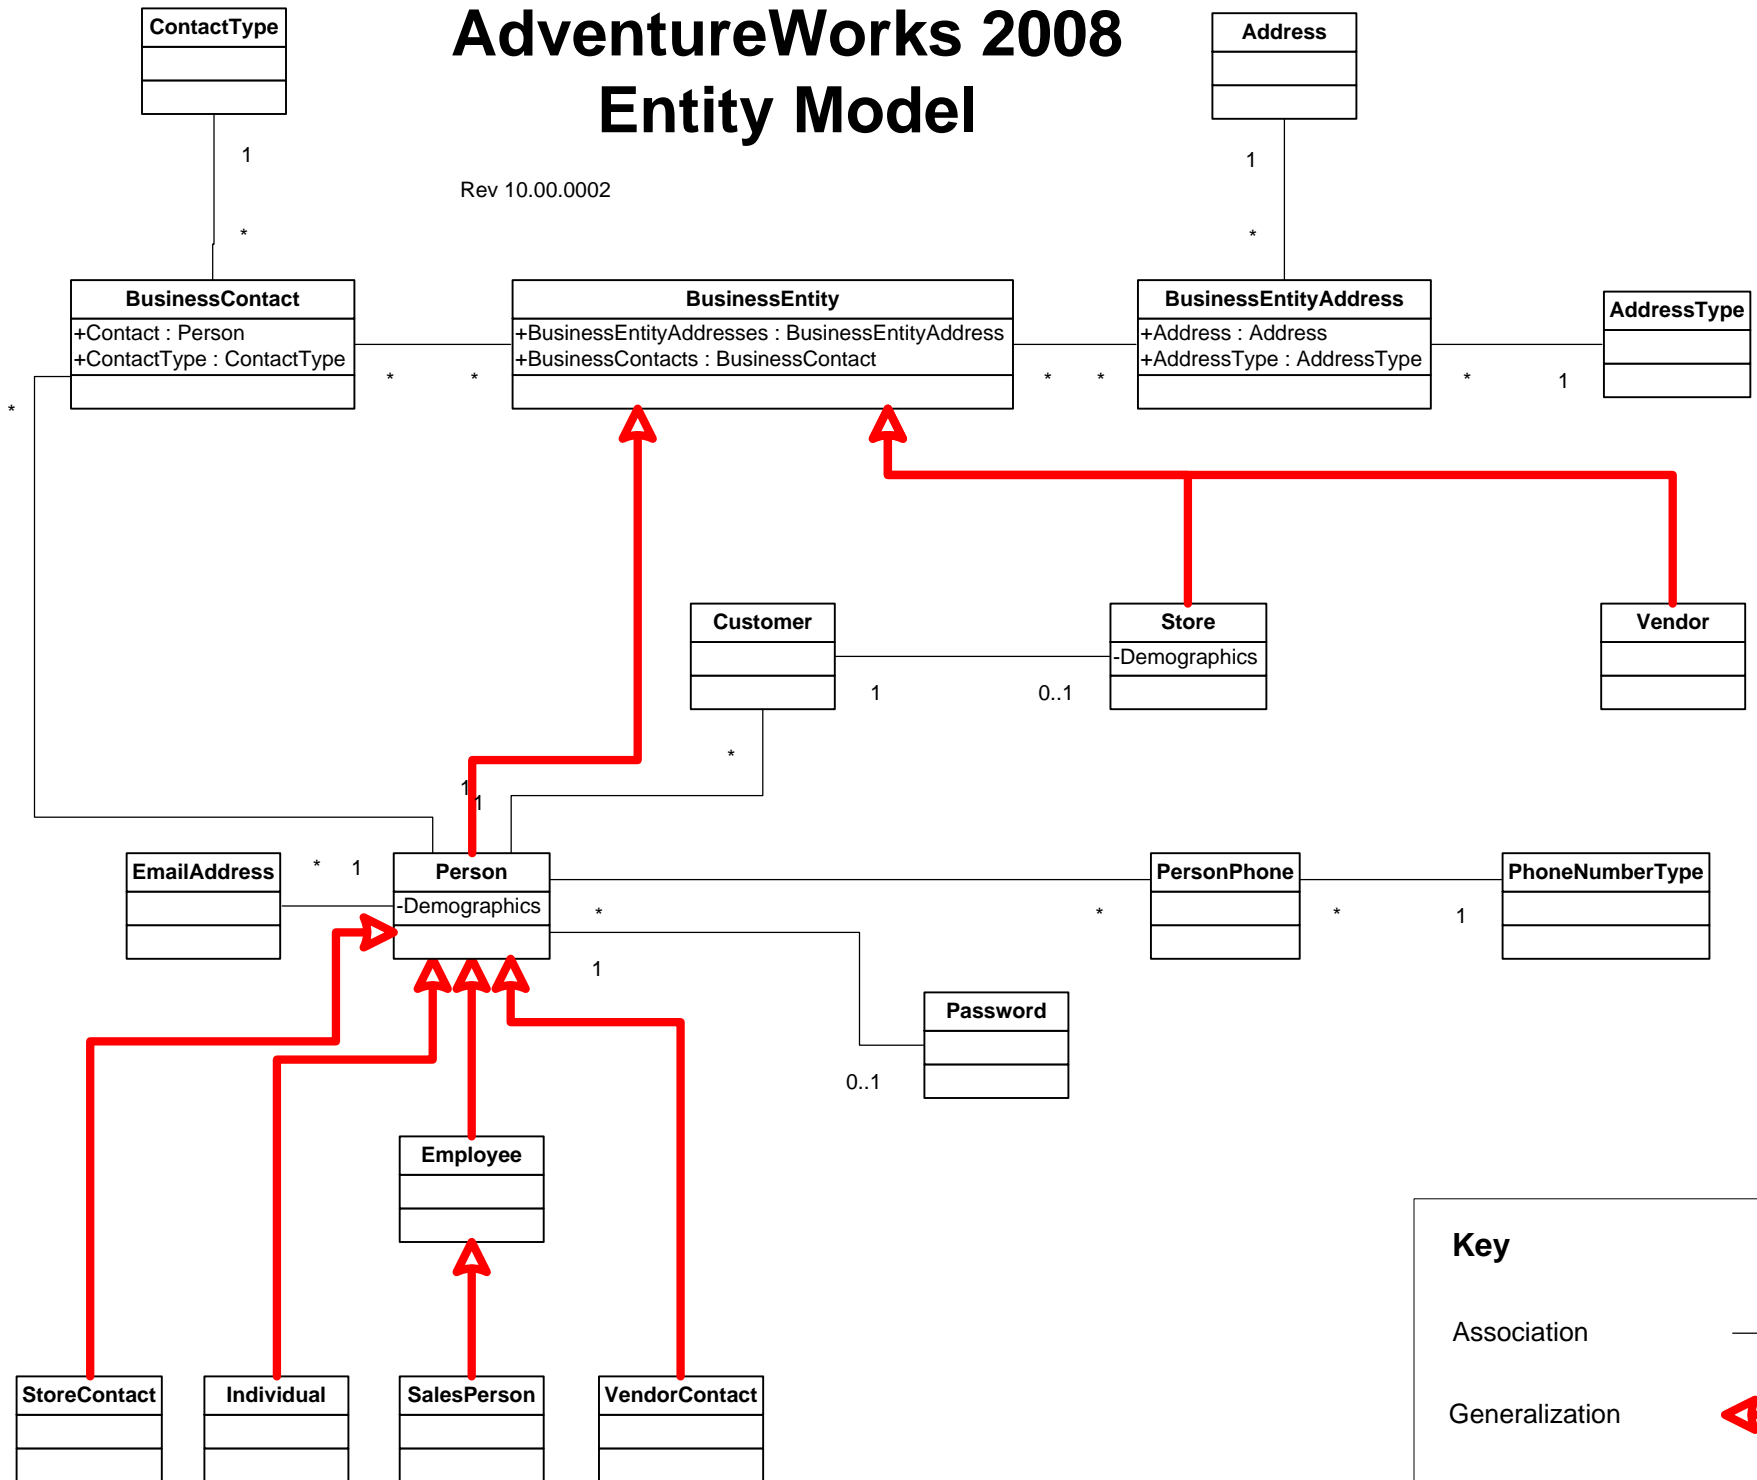 AdventureWorks 2008
Entity Model
Rev 10.00.0002
ContactType
1
*
Address
1
*
BusinessContact
+Contact : Person
+ContactType : ContactType
*
*
*
BusinessEntity
+BusinessEntityAddresses : BusinessEntityAddress
+BusinessContacts : BusinessContact
*
*
BusinessEntityAddress
+Address : Address
+AddressType : AddressType
*
1
AddressType
Customer
1
0..1
Store
-Demographics
Vendor
*
1
1
EmailAddress
*
1
Person
-Demographics
*
*
PersonPhone
*
1
PhoneNumberType
1
0..1
Password
Employee
StoreContact
Individual
SalesPerson
VendorContact
Key
Association
Generalization